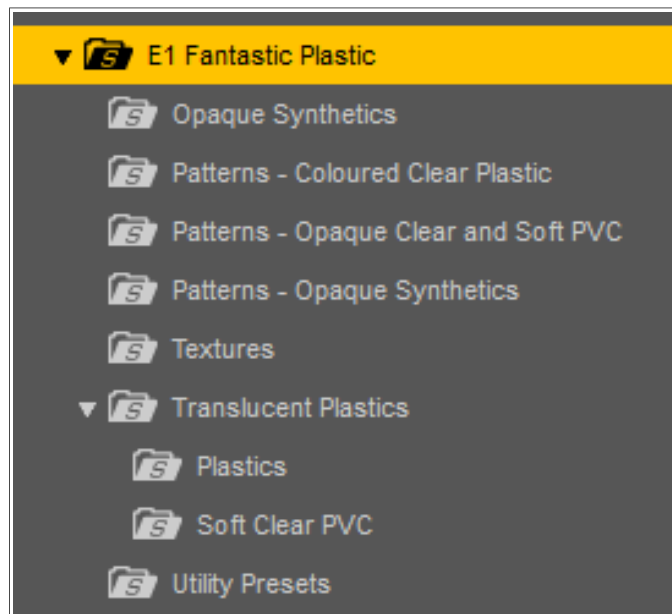 E1 Fantastic Plastic
Opaque Synthetics
Patterns - Coloured Clear Plastic
Patterns - Opaque Clear and Soft PVC
Patterns - Opaque Synthetics
Textures
Translucent Plastics
Plastics
Soft Clear PVC
Utility Presets